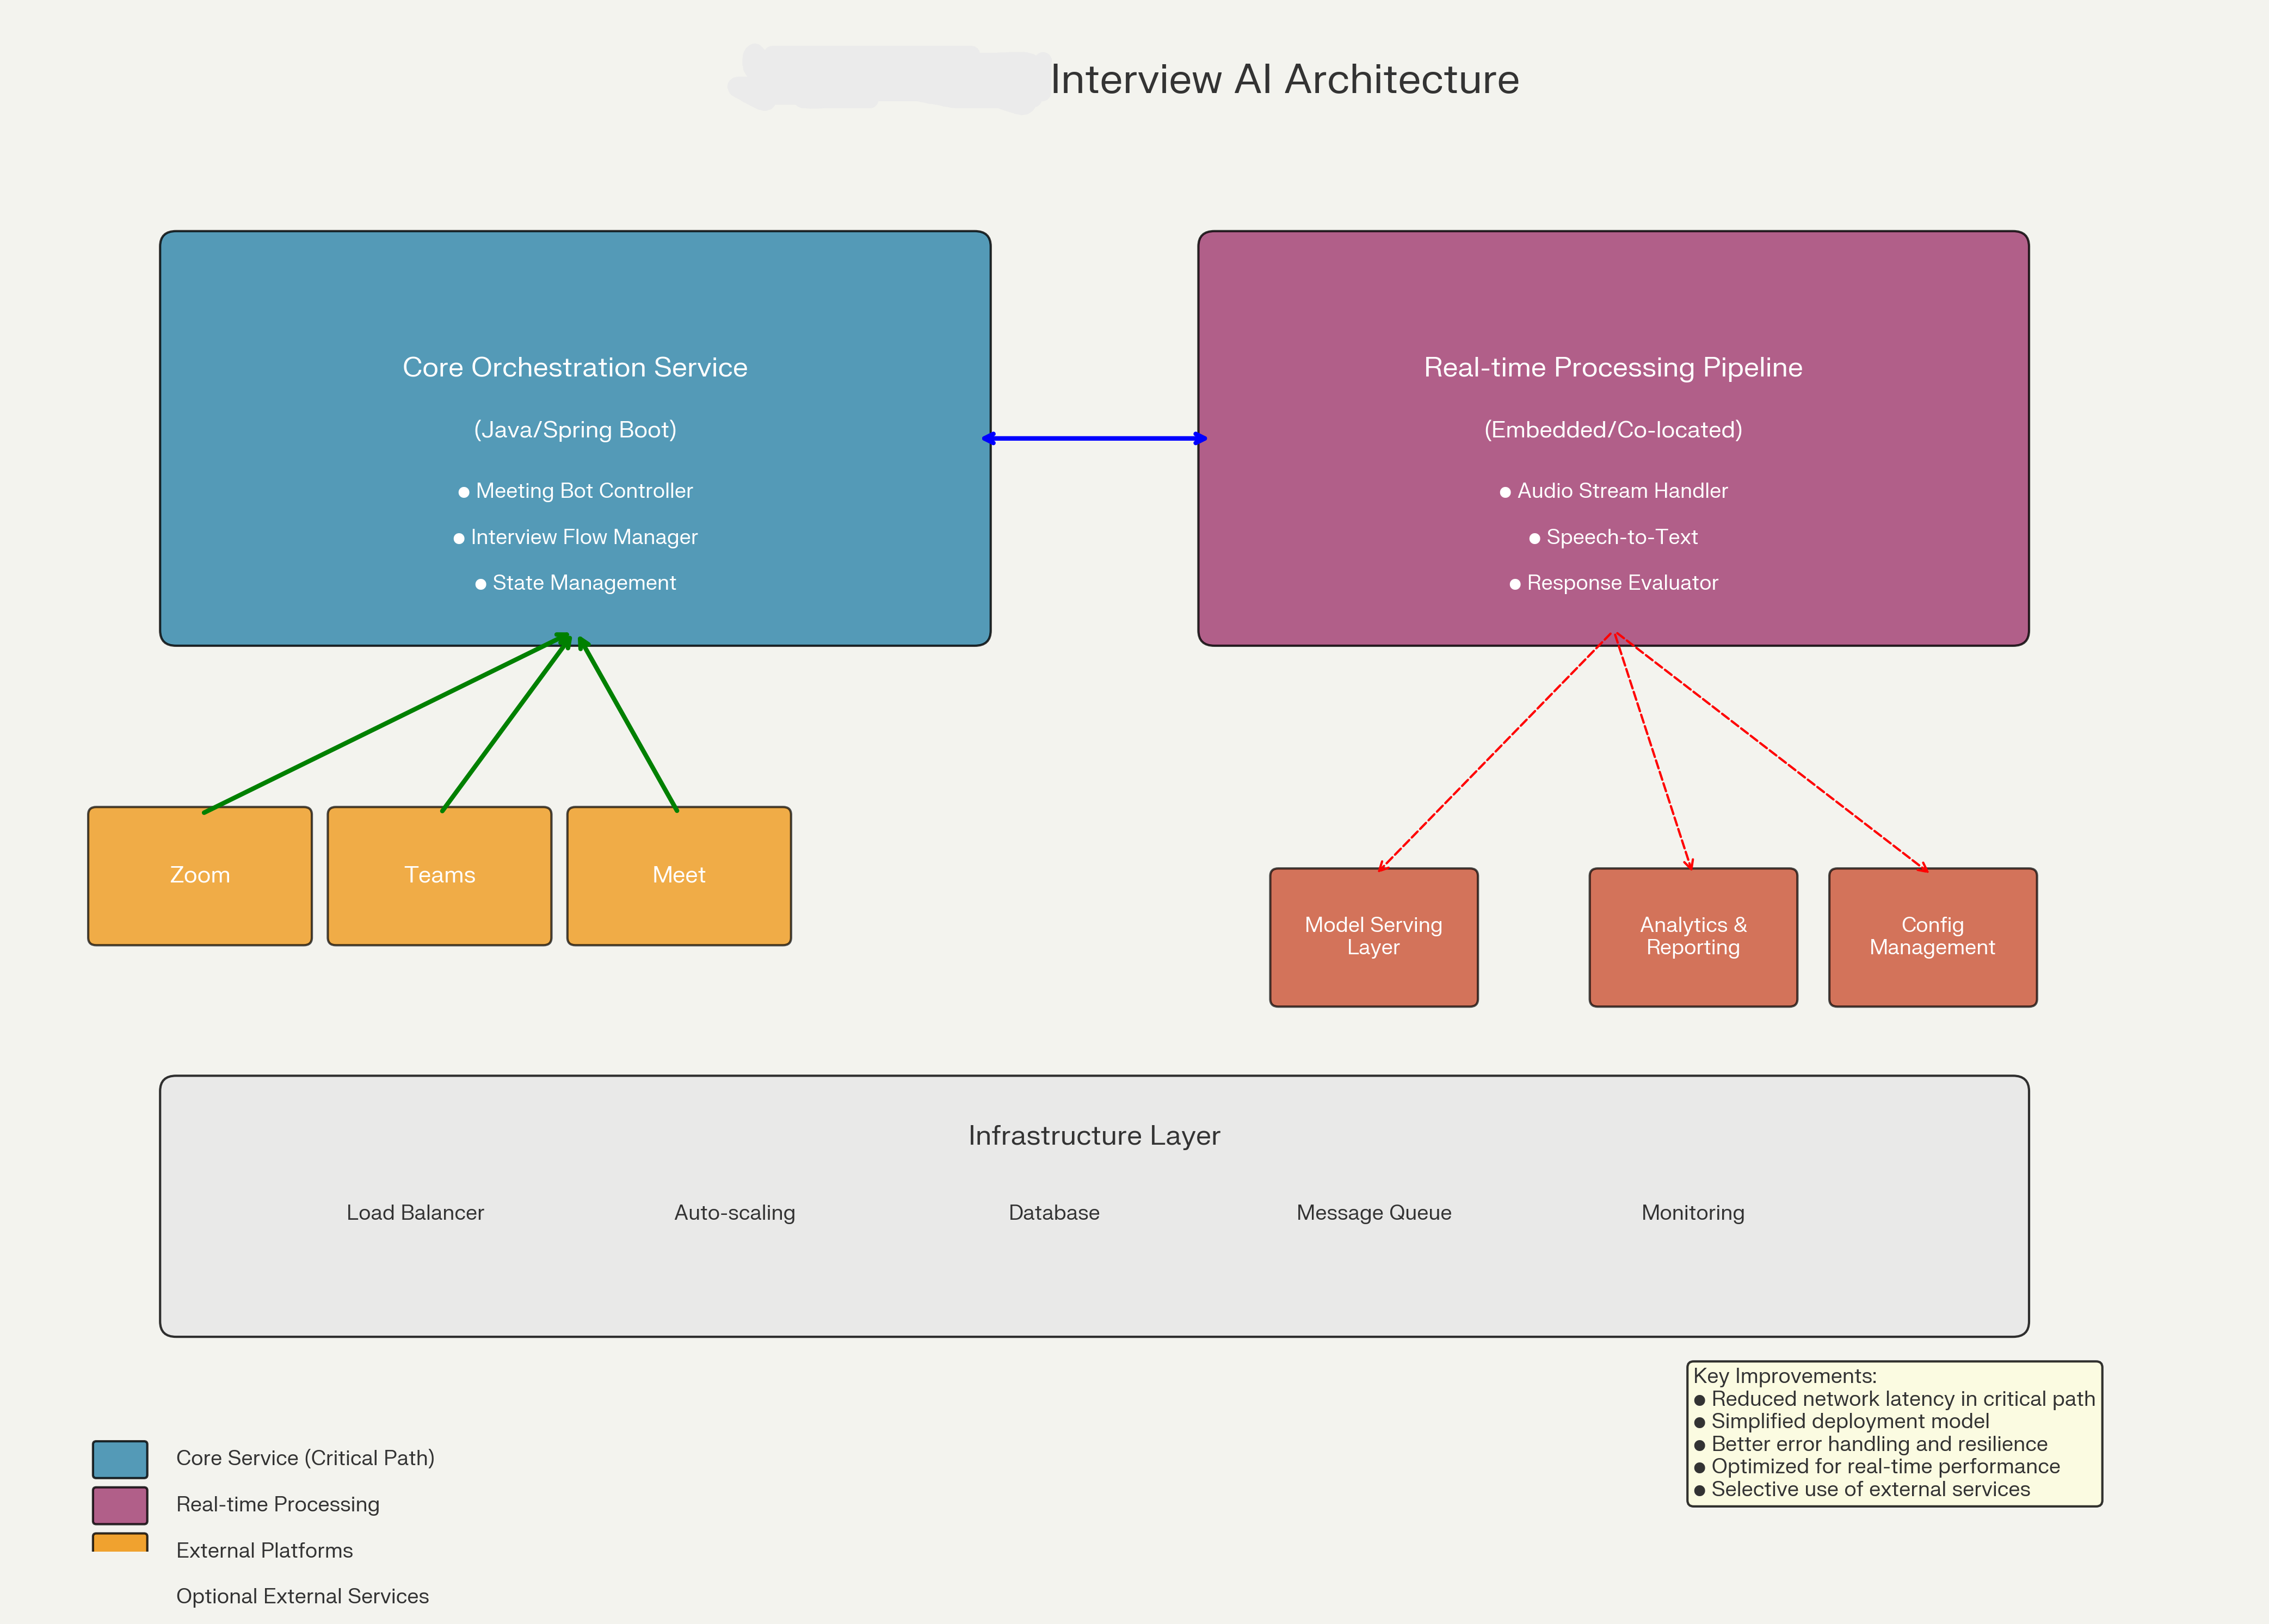 Interview AI Architecture
Core Orchestration Service
(Java/Spring Boot)
● Meeting Bot Controller
● Interview Flow Manager
● State Management
Real-time Processing Pipeline
(Embedded/Co-located)
● Audio Stream Handler
● Speech-to-Text
● Response Evaluator
Zoom
Teams
Meet
Model Serving
Layer
Analytics &
Reporting
Config
Management
Infrastructure Layer
Load Balancer
Auto-scaling
Database
Message Queue
Monitoring
Key Improvements:
● Reduced network latency in critical path
● Simplified deployment model
● Better error handling and resilience
● Optimized for real-time performance
● Selective use of external services
Core Service (Critical Path)
Real-time Processing
External Platforms
Optional External Services